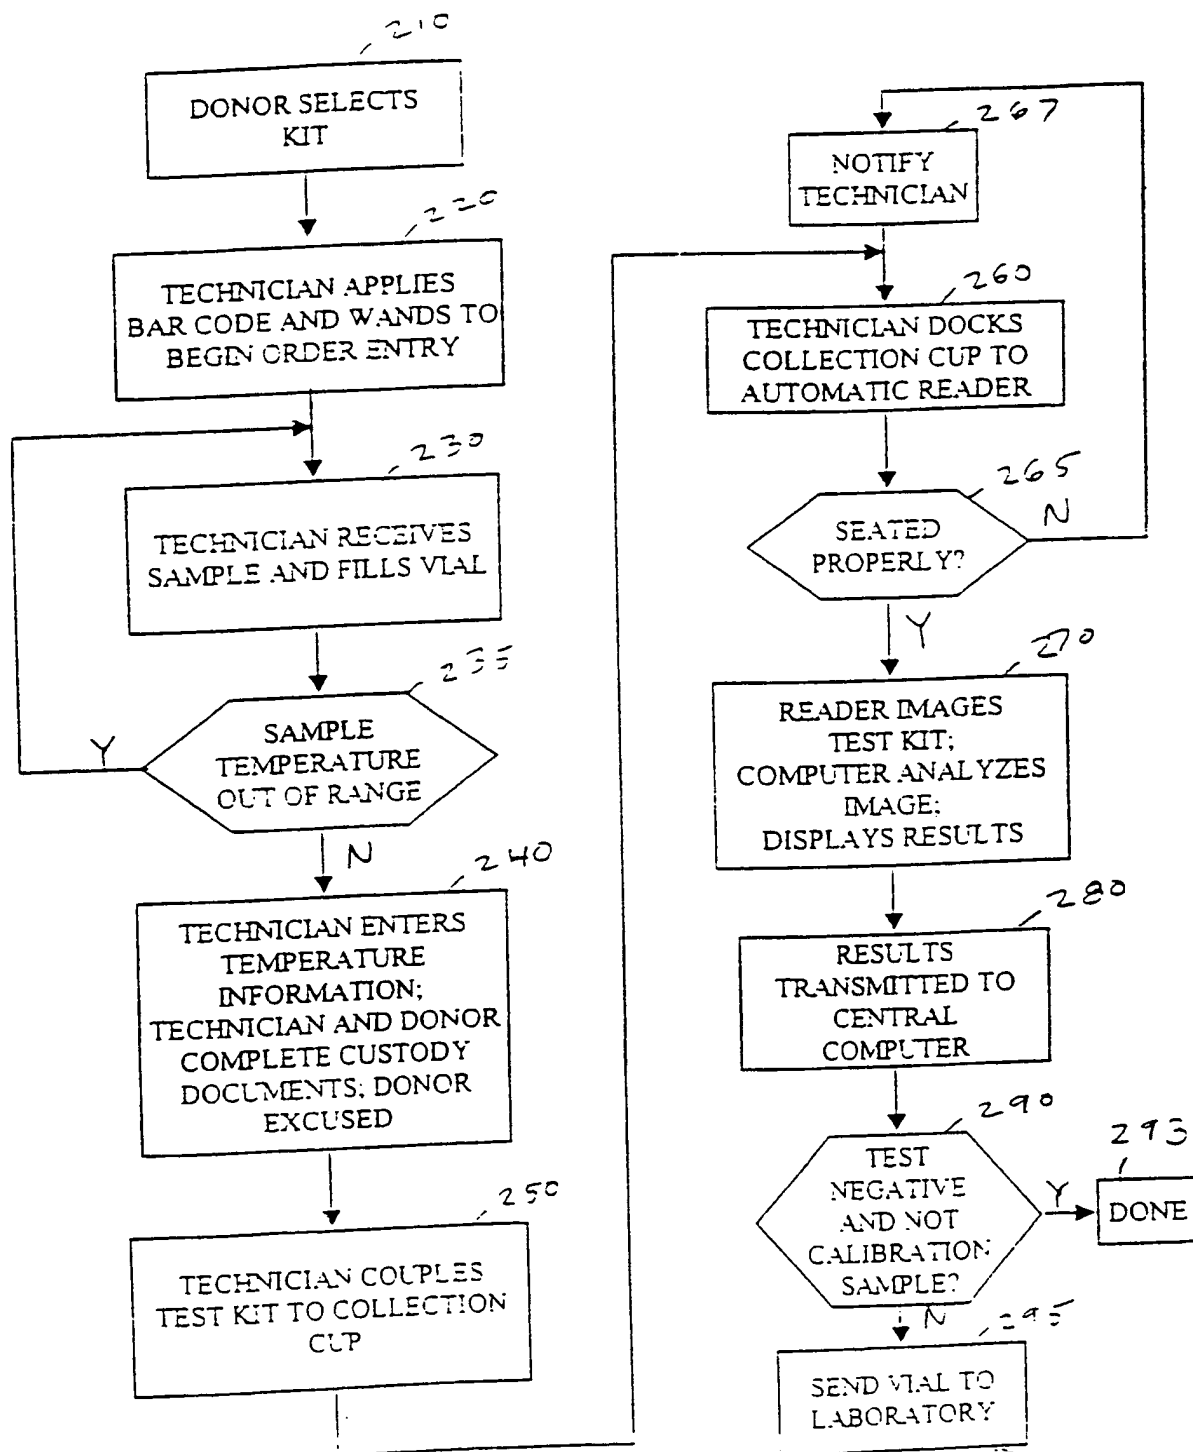 210
DONOR SELECTS
KIT
220
TECHNICIAN APPLIES
BAR CODE AND WANDS TO
BEGIN ORDER ENTRY
230
TECHNICIAN RECEIVES
SAMPLE AND FILLS VIAL
235
SAMPLE
TEMPERATURE
OUT OF RANGE
Y
N
240
TECHNICIAN ENTERS
TEMPERATURE
INFORMATION;
TECHNICIAN AND DONOR
COMPLETE CUSTODY
DOCUMENTS; DONOR
EXCUSED
250
TECHNICIAN COUPLES
TEST KIT TO COLLECTION
CUP
267
NOTIFY
TECHNICIAN
260
TECHNICIAN DOCKS
COLLECTION CUP TO
AUTOMATIC READER
265
SEATED
PROPERLY?
N
Y
270
READER IMAGES
TEST KIT;
COMPUTER ANALYZES
IMAGE;
DISPLAYS RESULTS
280
RESULTS
TRANSMITTED TO
CENTRAL
COMPUTER
290
TEST
NEGATIVE
AND NOT
CALIBRATION
SAMPLE?
Y
293
DONE
N
295
SEND VIAL TO
LABORATORY